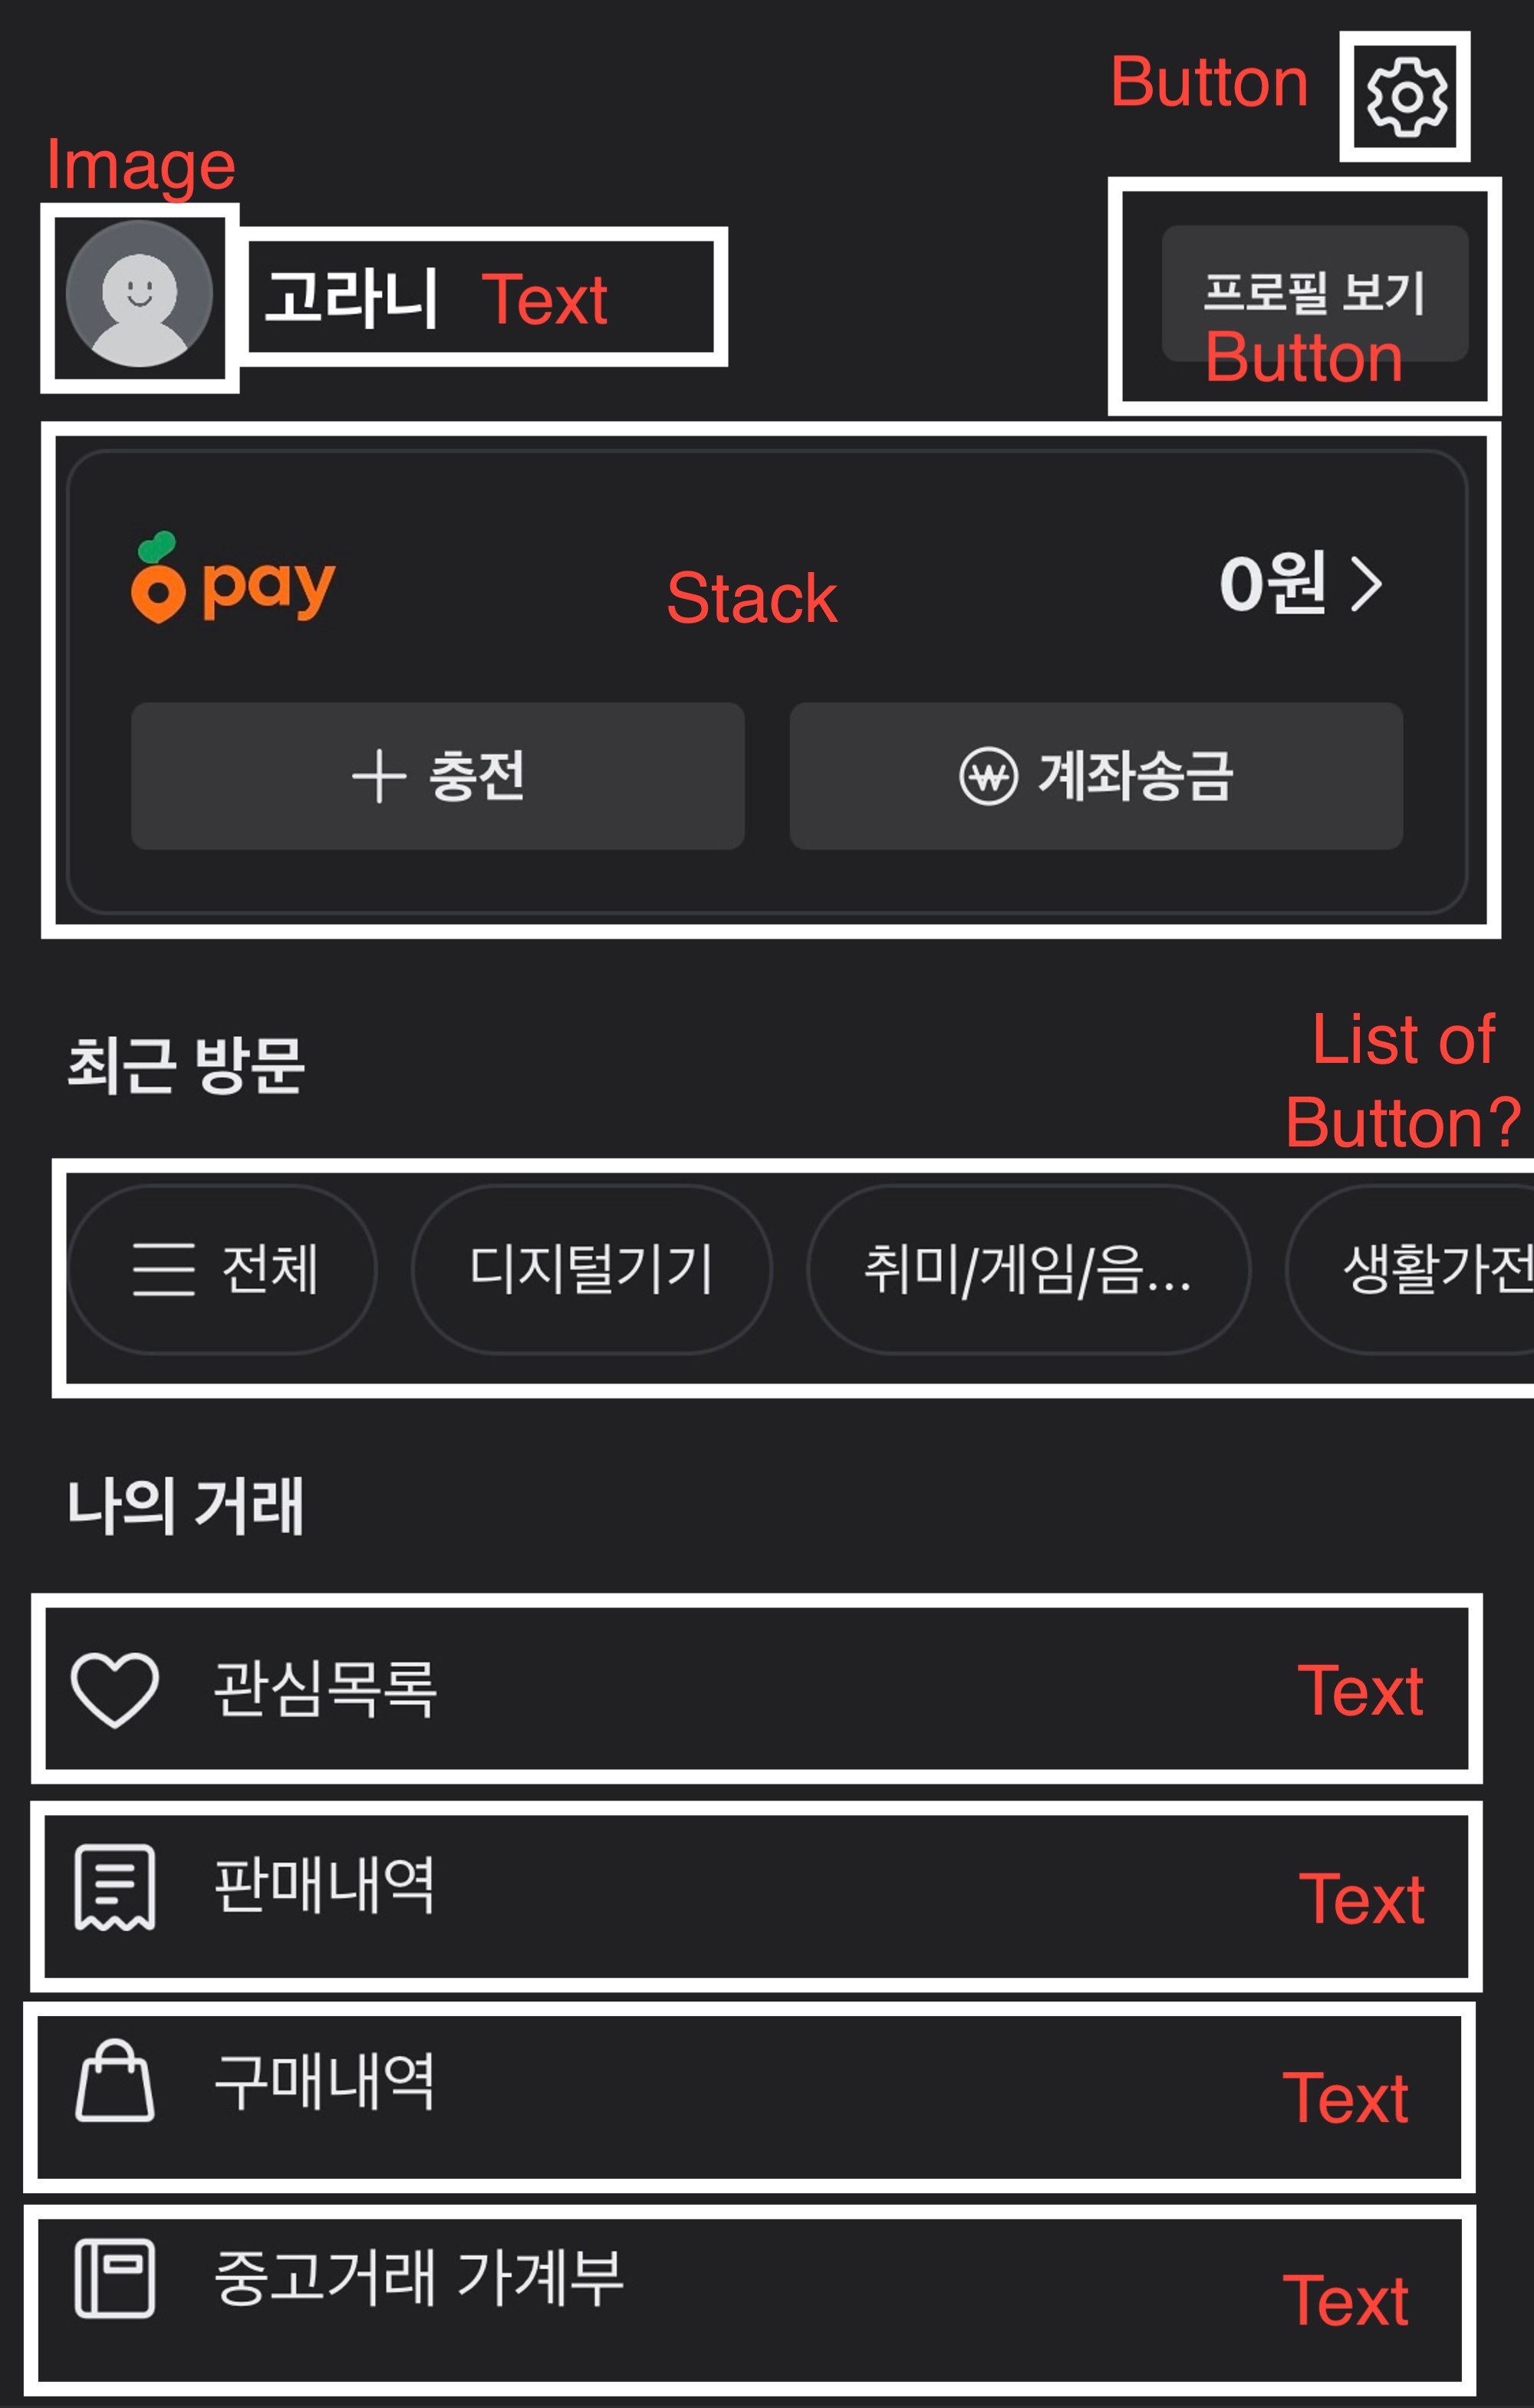 Button
Image
고라니 Text
프로필 보기
Button
pay Stack 0원
충전
계좌송금
List of
Button?
최근 방문
전체
디지털기기
취미/게임/음...
생활가전
나의 거래
관심목록 Text
판매내역 Text
구매내역 Text
중고거래 가계부 Text